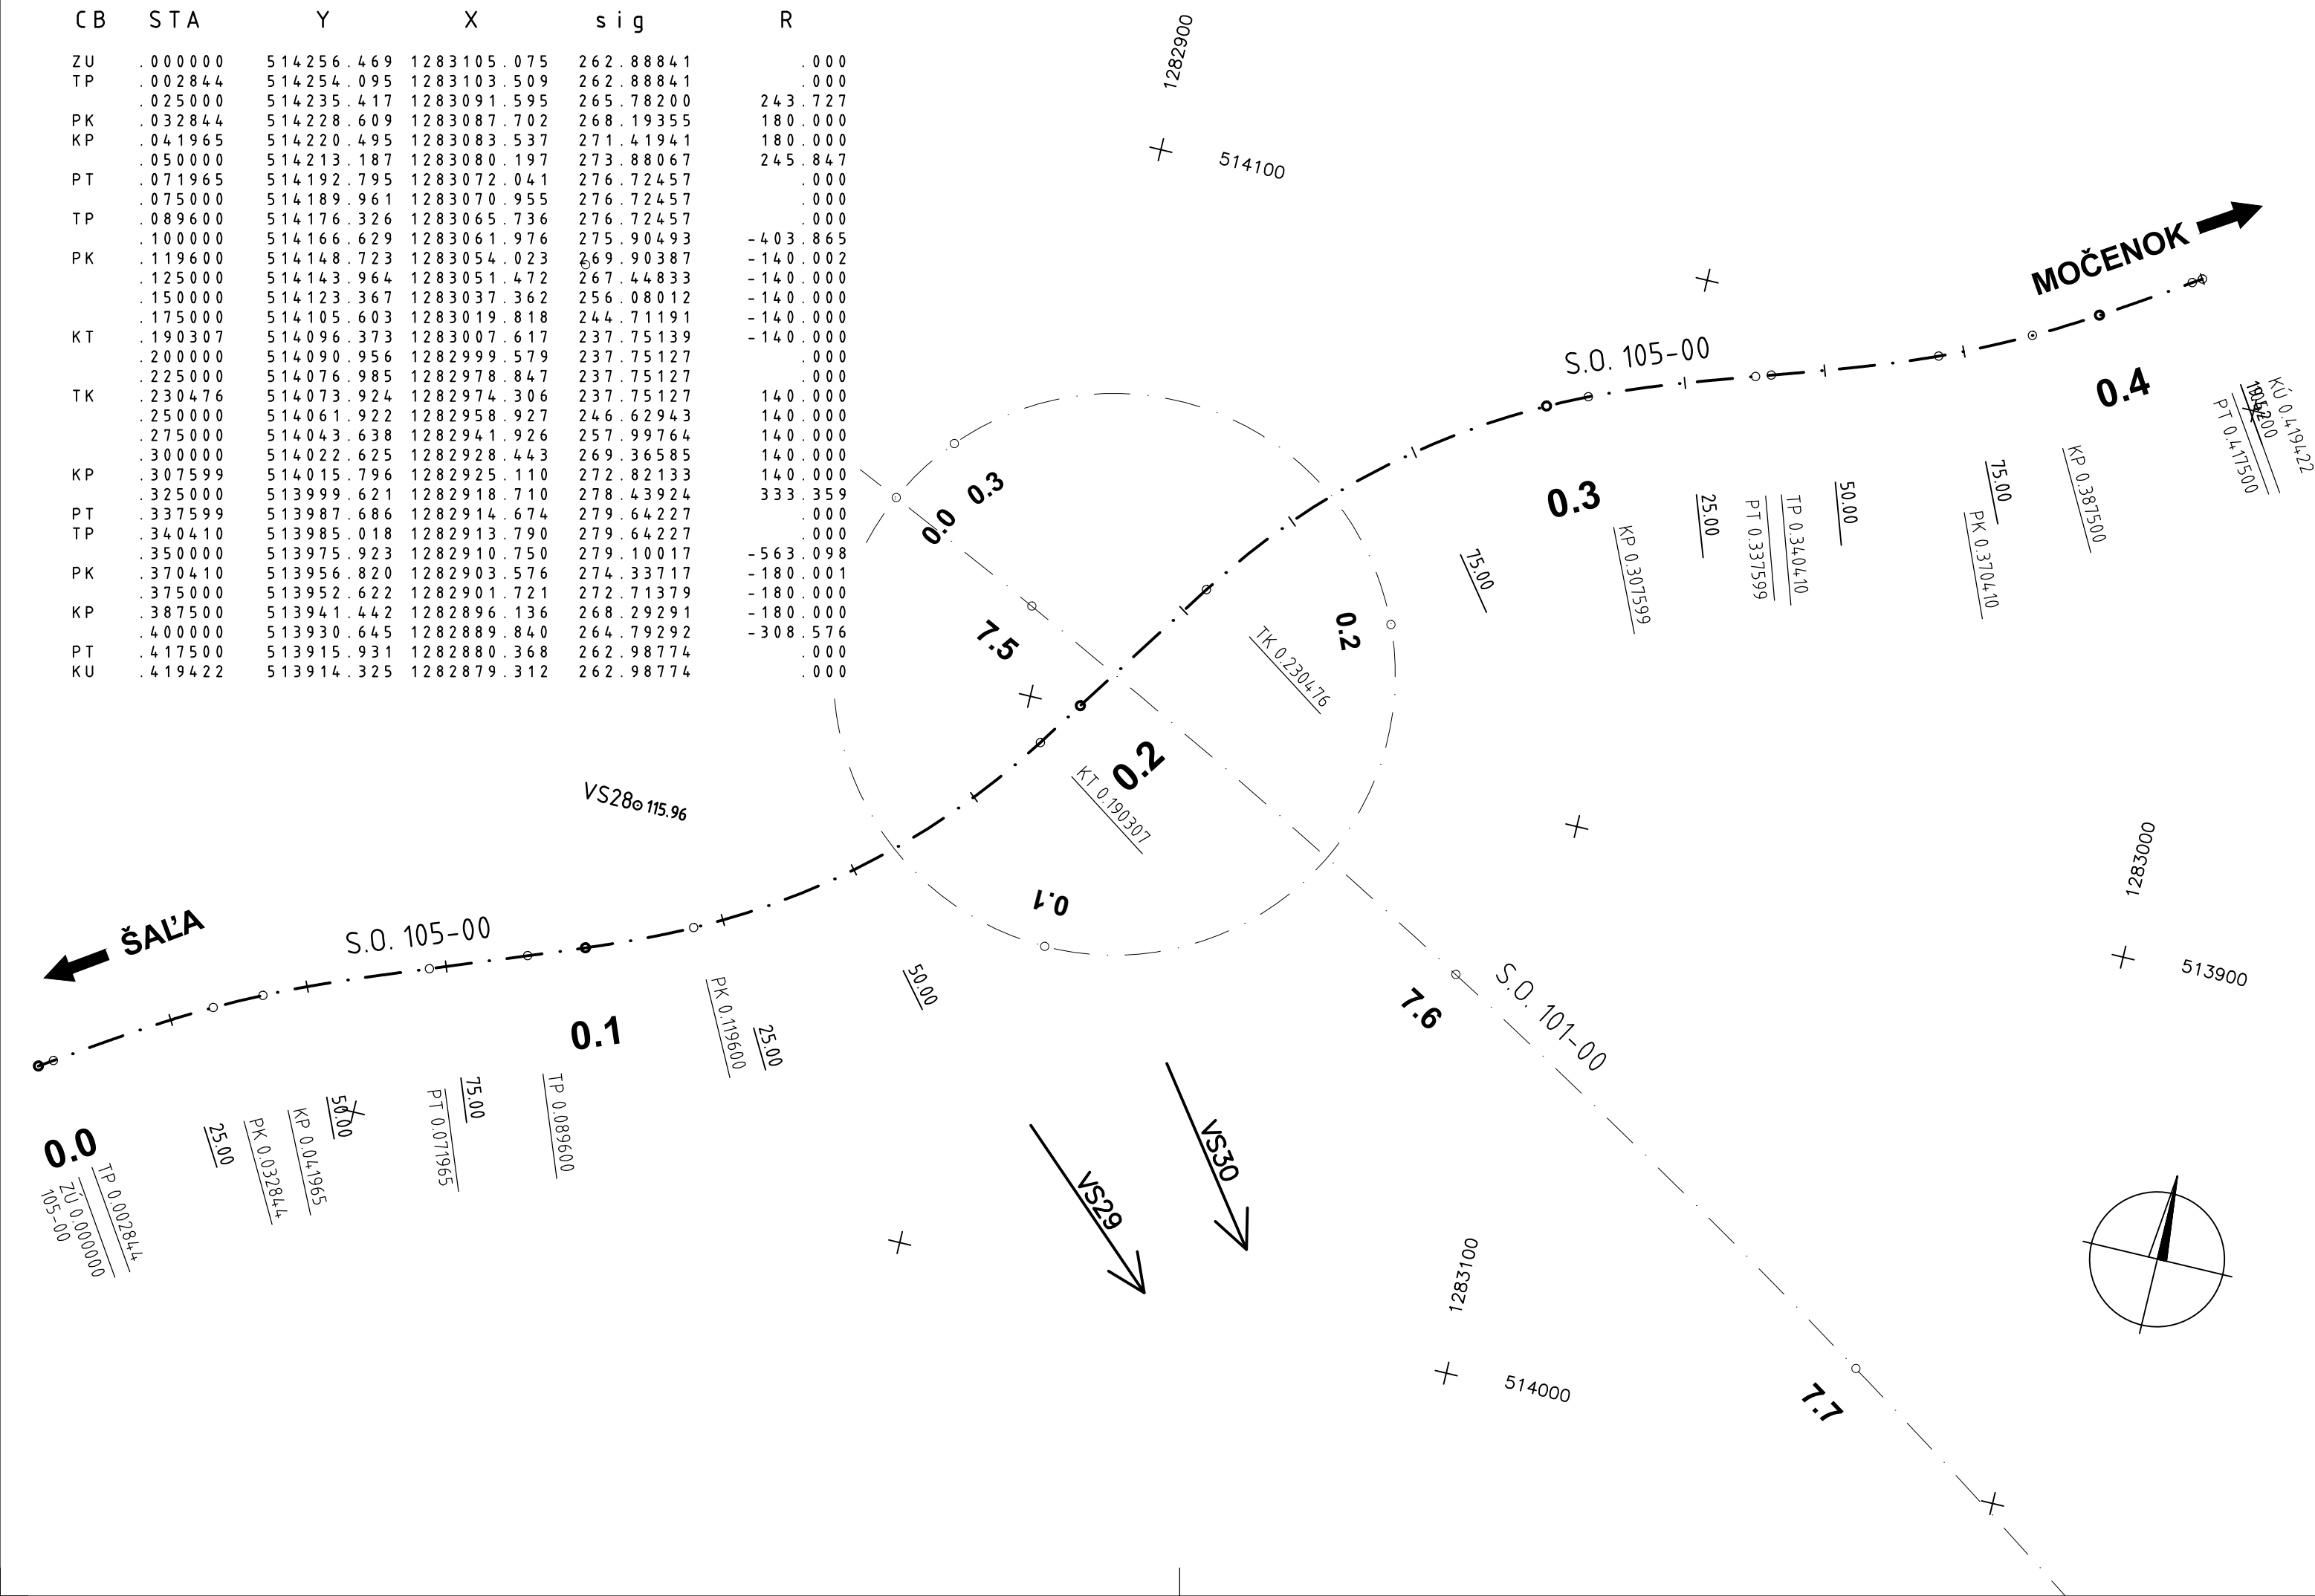 CB STA Y X sig R
ZU .000000 514256.469 1283105.075 262.88841 .000
TP .002844 514254.095 1283103.509 262.88841 .000
.025000 514235.417 1283091.595 265.78200 243.727
PK .032844 514228.609 1283087.702 268.19355 180.000
KP .041965 514220.495 1283083.537 271.41941 180.000
.050000 514213.187 1283080.197 273.88067 245.847
PT .071965 514192.795 1283072.041 276.72457 .000
.075000 514189.961 1283070.955 276.72457 .000
TP .089600 514176.326 1283065.736 276.72457 .000
.100000 514166.629 1283061.976 275.90493 -403.865
PK .119600 514148.723 1283054.023 269.90387 -140.002
.125000 514143.964 1283051.472 267.44833 -140.000
.150000 514123.367 1283037.362 256.08012 -140.000
.175000 514105.603 1283019.818 244.71191 -140.000
KT .190307 514096.373 1283007.617 237.75139 -140.000
.200000 514090.956 1282999.579 237.75127 .000
.225000 514076.985 1282978.847 237.75127 .000
TK .230476 514073.924 1282974.306 237.75127 140.000
.250000 514061.922 1282958.927 246.62943 140.000
.275000 514043.638 1282941.926 257.99764 140.000
.300000 514022.625 1282928.443 269.36585 140.000
KP .307599 514015.796 1282925.110 272.82133 140.000
.325000 513999.621 1282918.710 278.43924 333.359
PT .337599 513987.686 1282914.674 279.64227 .000
TP .340410 513985.018 1282913.790 279.64227 .000
.350000 513975.923 1282910.750 279.10017 -563.098
PK .370410 513956.820 1282903.576 274.33717 -180.001
.375000 513952.622 1282901.721 272.71379 -180.000
KP .387500 513941.442 1282896.136 268.29291 -180.000
.400000 513930.645 1282889.840 264.79292 -308.576
PT .417500 513915.931 1282880.368 262.98774 .000
KU .419422 513914.325 1282879.312 262.98774 .000
1282900
514100
MOČENOK
S.O. 105-00
0.4
KÚ 0.419422
PT 0.417500
KP 0.387500
75.00
PK 0.370410
50.00
TP 0.340410
PT 0.337599
25.00
KP 0.307599
0.3
75.00
0.3
0.0
7.5
0.2
TK 0.230476
0.2
KT 0.190307
VS28 115.96
0.1
1283000
513900
ŠAĽA
S.O. 105-00
0.0
TP 0.002844
ZÚ 0.000000
105-00
25.00
PK 0.032844
KP 0.041965
50.00
PT 0.071965
75.00
TP 0.089600
0.1
PK 0.119600
25.00
50.00
7.6
S.O. 101-00
VS29
VS30
1283100
514000
7.7